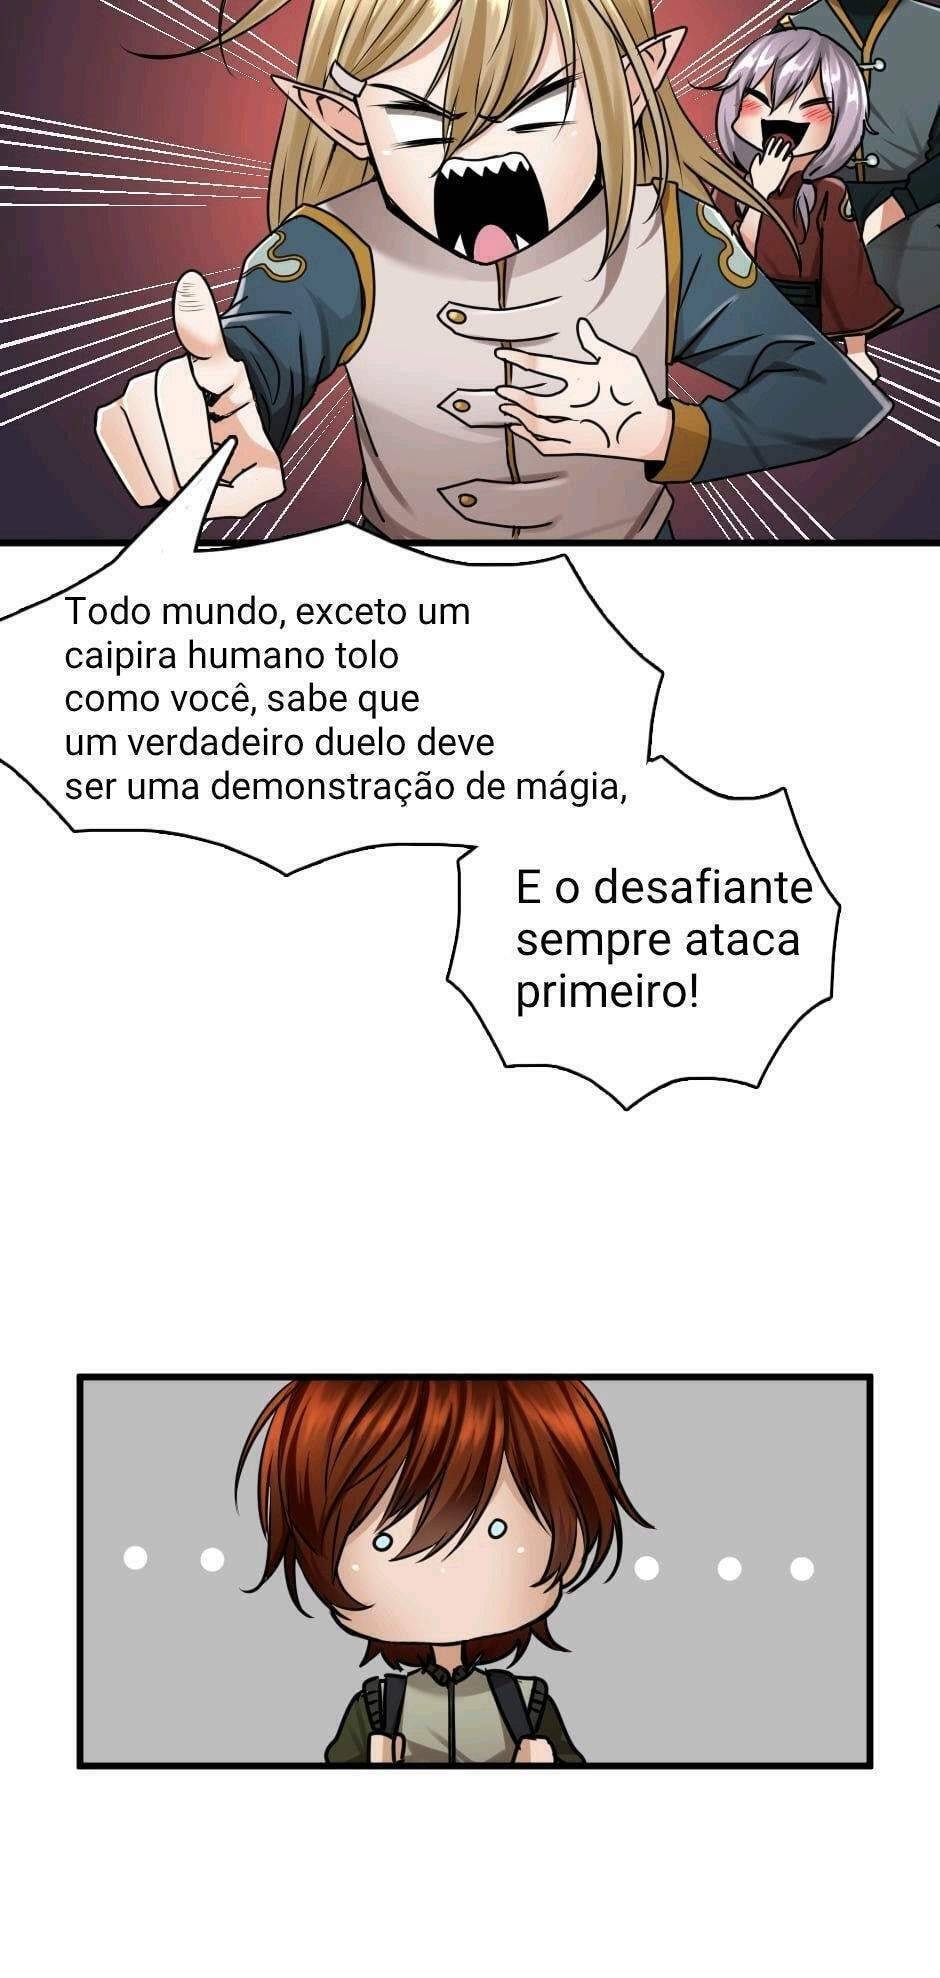 Todo mundo, exceto um
caipira humano tolo
como você, sabe que
um verdadeiro duelo deve
ser uma demonstração de mágia,
E o desafiante
sempre ataca
primeiro!